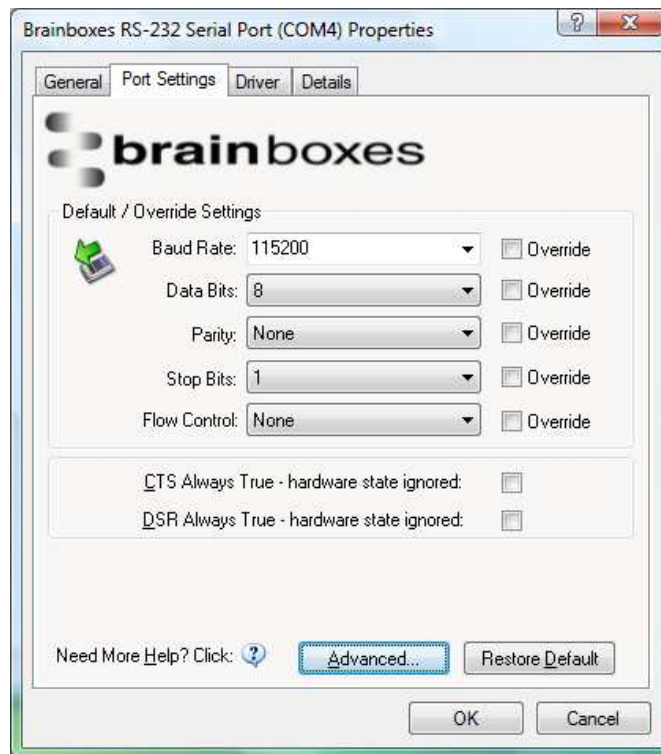 Brainboxes RS-232 Serial Port (COM4) Properties
General Port Settings Driver Details
brainboxes
Default / Override Settings
Baud Rate: 115200 Override
Data Bits: 8 Override
Parity: None Override
Stop Bits: 1 Override
Flow Control: None Override
CTS Always True - hardware state ignored:
DSR Always True - hardware state ignored:
Need More Help? Click: Advanced... Restore Default
OK Cancel